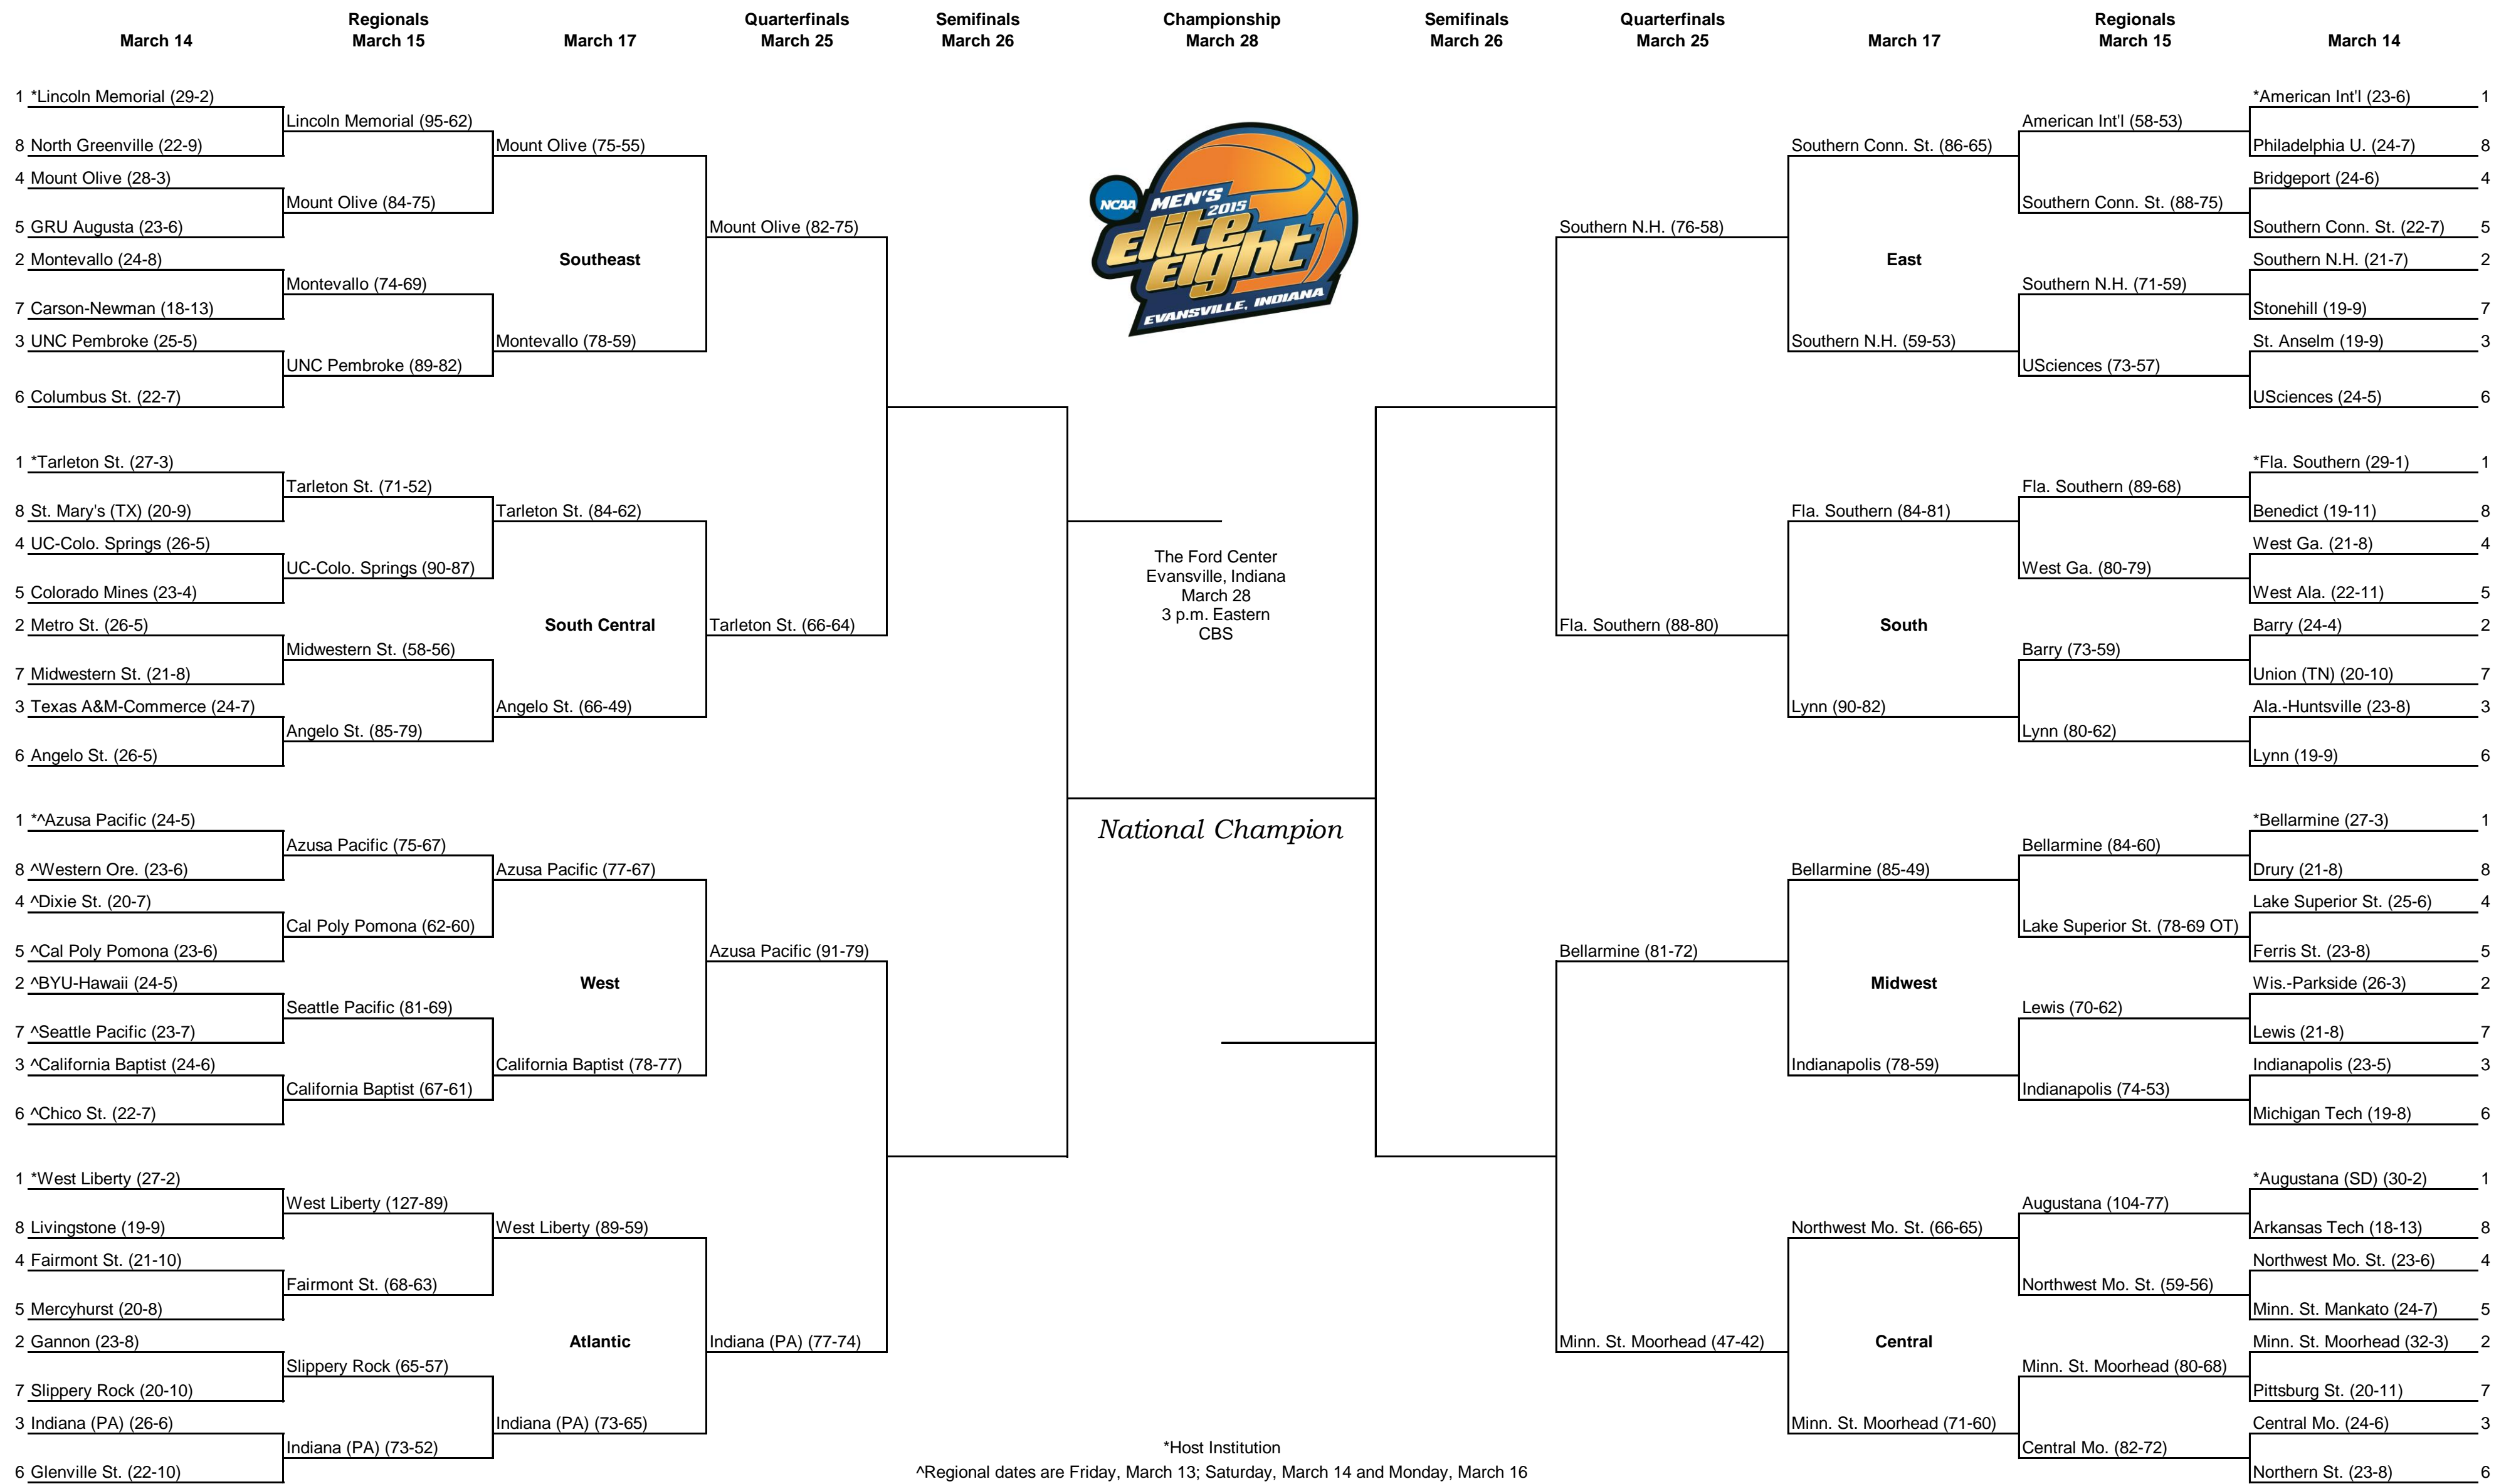 Regionals Quarterfinals Semifinals Championship Semifinals Quarterfinals Regionals
March 14 March 15 March 17 March 25 March 26 March 28 March 26 March 25 March 17 March 15 March 14
1 *Lincoln Memorial (29-2)
Lincoln Memorial (95-62)
8 North Greenville (22-9)
Mount Olive (75-55)
4 Mount Olive (28-3)
Mount Olive (84-75)
5 GRU Augusta (23-6)
Mount Olive (82-75)
Southeast
2 Montevallo (24-8)
Montevallo (74-69)
7 Carson-Newman (18-13)
Montevallo (78-59)
3 UNC Pembroke (25-5)
UNC Pembroke (89-82)
6 Columbus St. (22-7)
1 *Tarleton St. (27-3)
Tarleton St. (71-52)
8 St. Mary's (TX) (20-9)
Tarleton St. (84-62)
4 UC-Colo. Springs (26-5)
UC-Colo. Springs (90-87)
5 Colorado Mines (23-4)
South Central
Tarleton St. (66-64)
2 Metro St. (26-5)
Midwestern St. (58-56)
7 Midwestern St. (21-8)
Angelo St. (66-49)
3 Texas A&M-Commerce (24-7)
Angelo St. (85-79)
6 Angelo St. (26-5)
1 *^Azusa Pacific (24-5)
Azusa Pacific (75-67)
8 ^Western Ore. (23-6)
Azusa Pacific (77-67)
4 ^Dixie St. (20-7)
Cal Poly Pomona (62-60)
5 ^Cal Poly Pomona (23-6)
Azusa Pacific (91-79)
West
2 ^BYU-Hawaii (24-5)
Seattle Pacific (81-69)
7 ^Seattle Pacific (23-7)
California Baptist (78-77)
3 ^California Baptist (24-6)
California Baptist (67-61)
6 ^Chico St. (22-7)
1 *West Liberty (27-2)
West Liberty (127-89)
8 Livingstone (19-9)
West Liberty (89-59)
4 Fairmont St. (21-10)
Fairmont St. (68-63)
5 Mercyhurst (20-8)
Atlantic
Indiana (PA) (77-74)
2 Gannon (23-8)
Slippery Rock (65-57)
7 Slippery Rock (20-10)
Indiana (PA) (73-65)
3 Indiana (PA) (26-6)
Indiana (PA) (73-52)
6 Glenville St. (22-10)
NCAA
MEN'S
2015
Elite
Eight
EVANSVILLE, INDIANA
The Ford Center
Evansville, Indiana
March 28
3 p.m. Eastern
CBS
National Champion
*American Int'l (23-6) 1
American Int'l (58-53)
Philadelphia U. (24-7) 8
Southern Conn. St. (86-65)
Bridgeport (24-6) 4
Southern Conn. St. (88-75)
Southern Conn. St. (22-7) 5
Southern N.H. (76-58)
East
Southern N.H. (21-7) 2
Southern N.H. (71-59)
Stonehill (19-9) 7
Southern N.H. (59-53)
St. Anselm (19-9) 3
USciences (73-57)
USciences (24-5) 6
*Fla. Southern (29-1) 1
Fla. Southern (89-68)
Benedict (19-11) 8
Fla. Southern (84-81)
West Ga. (21-8) 4
West Ga. (80-79)
West Ala. (22-11) 5
Fla. Southern (88-80)
South
Barry (24-4) 2
Barry (73-59)
Union (TN) (20-10) 7
Lynn (90-82)
Ala.-Huntsville (23-8) 3
Lynn (80-62)
Lynn (19-9) 6
*Bellarmine (27-3) 1
Bellarmine (84-60)
Drury (21-8) 8
Bellarmine (85-49)
Lake Superior St. (25-6) 4
Lake Superior St. (78-69 OT)
Ferris St. (23-8) 5
Bellarmine (81-72)
Midwest
Wis.-Parkside (26-3) 2
Lewis (70-62)
Lewis (21-8) 7
Indianapolis (78-59)
Indianapolis (23-5) 3
Indianapolis (74-53)
Michigan Tech (19-8) 6
*Augustana (SD) (30-2) 1
Augustana (104-77)
Arkansas Tech (18-13) 8
Northwest Mo. St. (66-65)
Northwest Mo. St. (23-6) 4
Northwest Mo. St. (59-56)
Minn. St. Mankato (24-7) 5
Minn. St. Moorhead (47-42)
Central
Minn. St. Moorhead (32-3) 2
Minn. St. Moorhead (80-68)
Pittsburg St. (20-11) 7
Minn. St. Moorhead (71-60)
Central Mo. (24-6) 3
Central Mo. (82-72)
Northern St. (23-8) 6
*Host Institution
^Regional dates are Friday, March 13; Saturday, March 14 and Monday, March 16